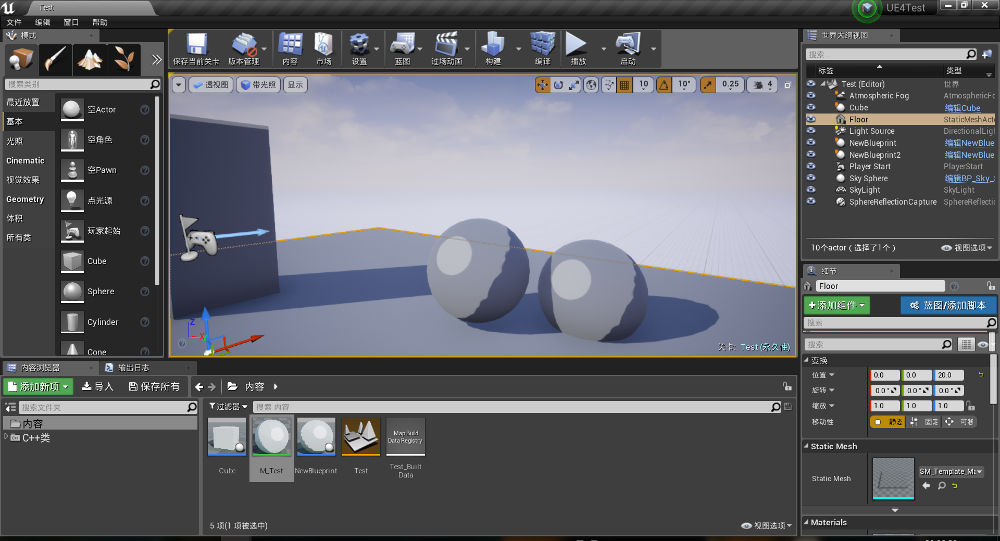 Test
UE4Test
文件 编辑 窗口 帮助
模式
搜索类别
最近放置
基本
光照
Cinematic
视觉效果
Geometry
体积
所有类
空Actor
空角色
空Pawn
点光源
玩家起始
Cube
Sphere
Cylinder
Cone
保存当前关卡 版本管理 内容 市场 设置 蓝图 过场动画 构建 编译 播放 启动
透视图 带光照 显示
10 10° 0.25 4
Z
X
Y
关卡: Test (永久性)
世界大纲视图
搜索...
标签 类型
Test (Editor) 世界
Atmospheric Fog AtmosphericFo
Cube 编辑Cube
Floor StaticMeshActo
Light Source DirectionalLigh
NewBlueprint 编辑NewBlue
NewBlueprint2 编辑NewBlue
Player Start PlayerStart
Sky Sphere 编辑BP_Sky_S
SkyLight SkyLight
SphereReflectionCapture SphereReflectio
10个actor（选择了1个）
视图选项
细节
Floor
添加组件
蓝图/添加脚本
搜索
搜索
变换
位置 0.0 0.0 20.0
旋转 0.0 ° 0.0 ° 0.0 °
缩放 1.0 1.0 1.0
移动性 静态 固定 可移
Static Mesh
Static Mesh
SM_Template_Ma
Materials
内容浏览器
输出日志
添加新项 导入 保存所有 内容
搜索文件夹
内容
C++类
过滤器
搜索 内容
Map Build
Data Registry
Cube
M_Test
NewBlueprint
Test
Test_Built
Data
5 项(1 项被选中)
视图选项